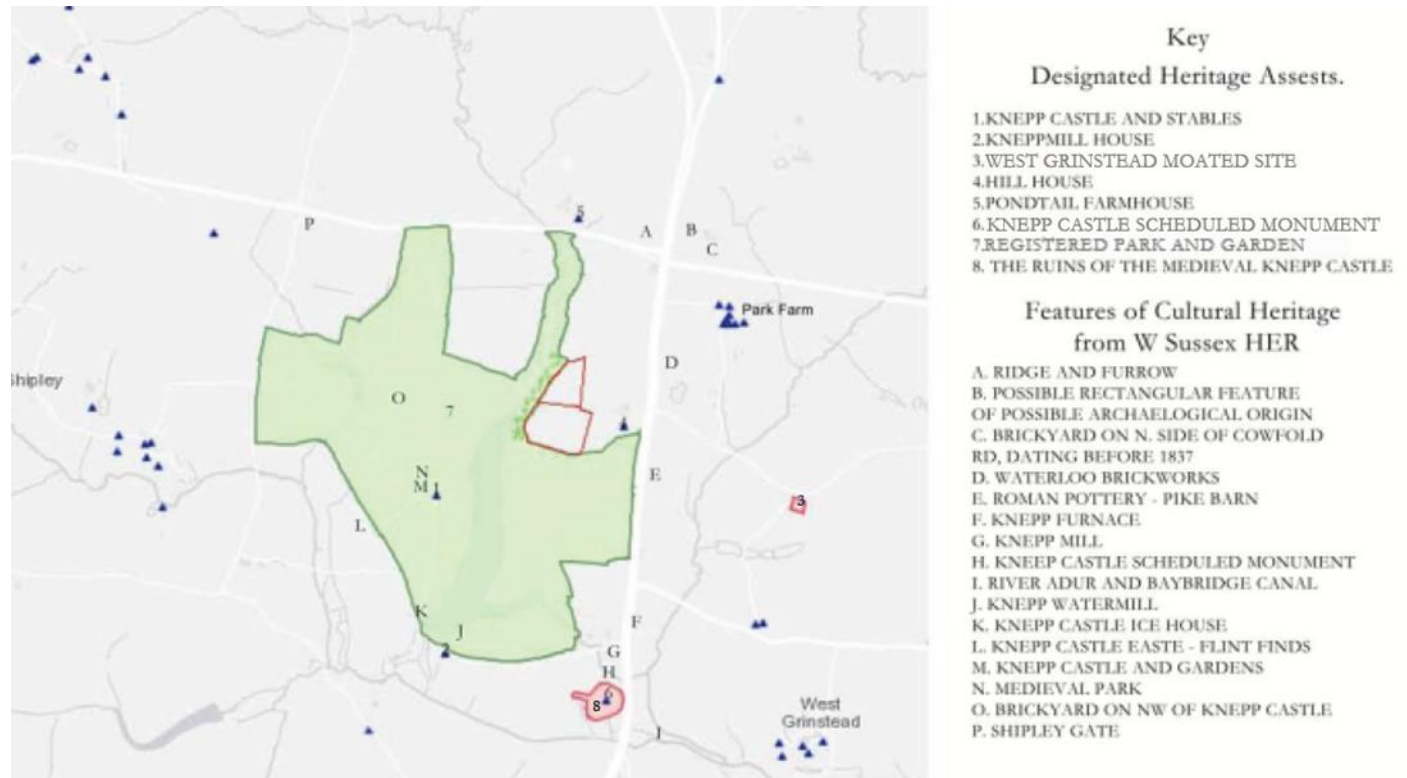 5
P
A
B
C
Park Farm
D
Shipley
O
7
4
N
M 1
E
3
L
K
J
2
F
G
H
6
8
I
West
Grinstead
Key
Designated Heritage Assests.
1.KNEPP CASTLE AND STABLES
2.KNEPPMILL HOUSE
3.WEST GRINSTEAD MOATED SITE
4.HILL HOUSE
5.PONDTAIL FARMHOUSE
6.KNEPP CASTLE SCHEDULED MONUMENT
7.REGISTERED PARK AND GARDEN
8. THE RUINS OF THE MEDIEVAL KNEPP CASTLE
Features of Cultural Heritage
from W Sussex HER
A. RIDGE AND FURROW
B. POSSIBLE RECTANGULAR FEATURE
OF POSSIBLE ARCHAELOGICAL ORIGIN
C. BRICKYARD ON N. SIDE OF COWFOLD
RD, DATING BEFORE 1837
D. WATERLOO BRICKWORKS
E. ROMAN POTTERY - PIKE BARN
F. KNEPP FURNACE
G. KNEPP MILL
H. KNEEP CASTLE SCHEDULED MONUMENT
I. RIVER ADUR AND BAYBRIDGE CANAL
J. KNEPP WATERMILL
K. KNEPP CASTLE ICE HOUSE
L. KNEPP CASTLE EASTE - FLINT FINDS
M. KNEPP CASTLE AND GARDENS
N. MEDIEVAL PARK
O. BRICKYARD ON NW OF KNEPP CASTLE
P. SHIPLEY GATE